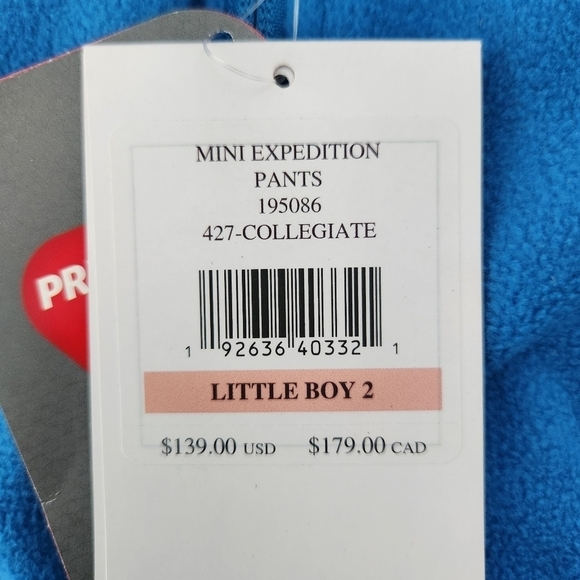 MINI EXPEDITION
PANTS
195086
427-COLLEGIATE
1 92636 40332 1
LITTLE BOY 2
$139.00 USD $179.00 CAD